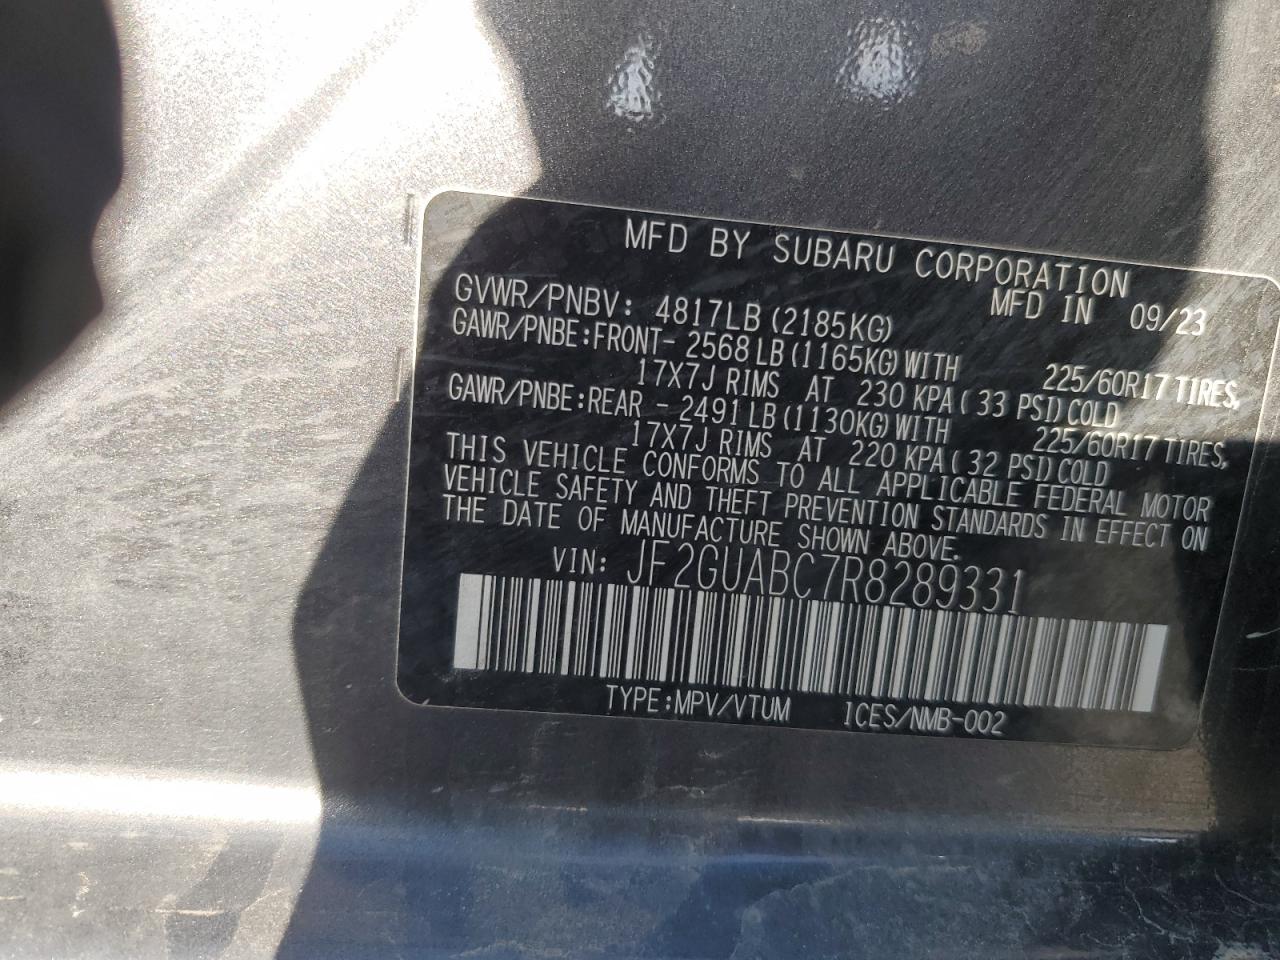 MFD BY SUBARU CORPORATION
GVWR/PNBV: 4817LB (2185KG) MFD IN 09/23
GAWR/PNBE:FRONT- 2568LB (1165KG) WITH 225/60R17 TIRES,
17X7J RIMS AT 230 KPA( 33 PSI) COLD
GAWR/PNBE:REAR - 2491LB (1130KG) WITH 225/60R17 TIRES,
17X7J RIMS AT 220 KPA( 32 PSI) COLD
THIS VEHICLE CONFORMS TO ALL APPLICABLE FEDERAL MOTOR
VEHICLE SAFETY AND THEFT PREVENTION STANDARDS IN EFFECT ON
THE DATE OF MANUFACTURE SHOWN ABOVE.
VIN: JF2GUABC7R8289331
TYPE:MPV/VTUM ICES/NMB-002